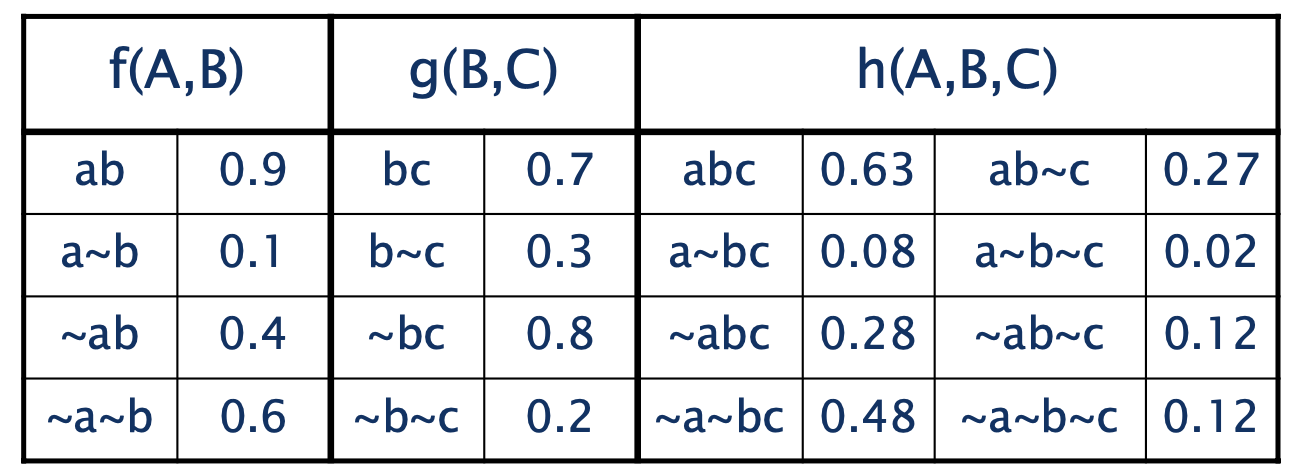 f(A,B) g(B,C) h(A,B,C)
ab 0.9 bc 0.7 abc 0.63 ab~c 0.27
a~b 0.1 b~c 0.3 a~bc 0.08 a~b~c 0.02
~ab 0.4 ~bc 0.8 ~abc 0.28 ~ab~c 0.12
~a~b 0.6 ~b~c 0.2 ~a~bc 0.48 ~a~b~c 0.12